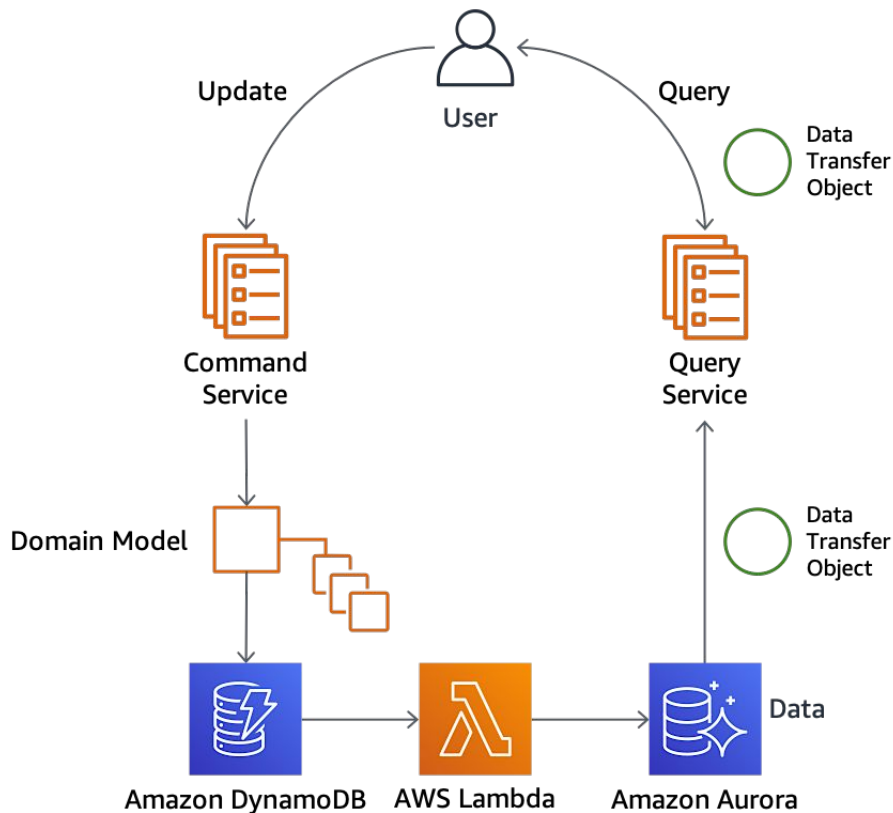 Update
User
Query
Data
Transfer
Object
Command
Service
Query
Service
Domain Model
Data
Transfer
Object
Data
Amazon DynamoDB
AWS Lambda
Amazon Aurora